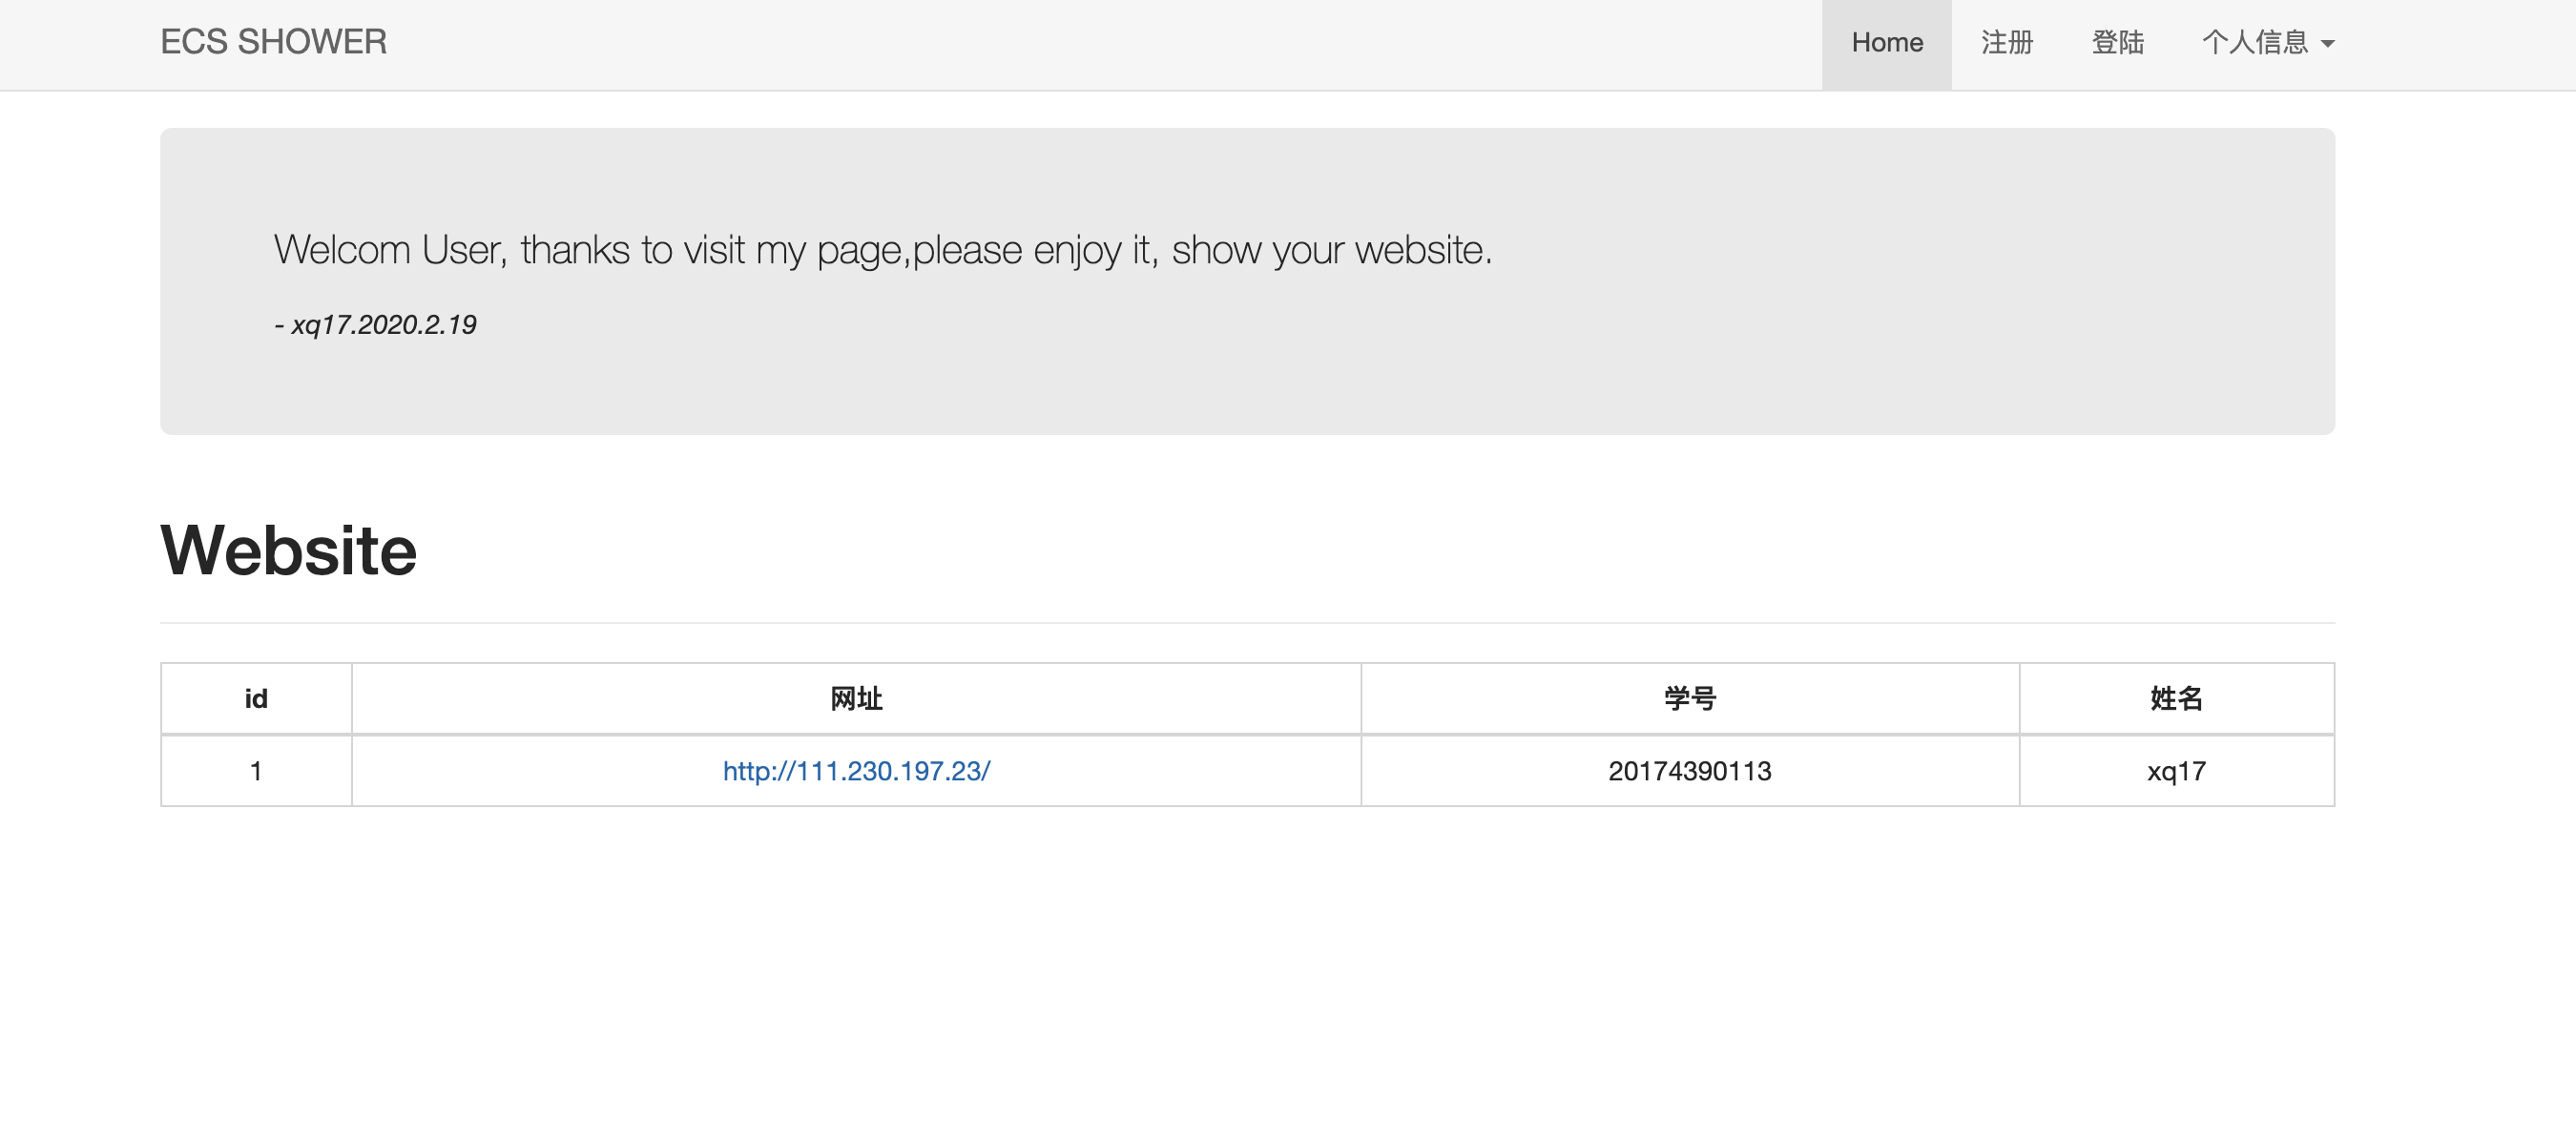 ECS SHOWER Home 注册 登陆 个人信息
Welcom User, thanks to visit my page,please enjoy it, show your website.
- xq17.2020.2.19
Website
id 网址 学号 姓名
1 http://111.230.197.23/ 20174390113 xq17